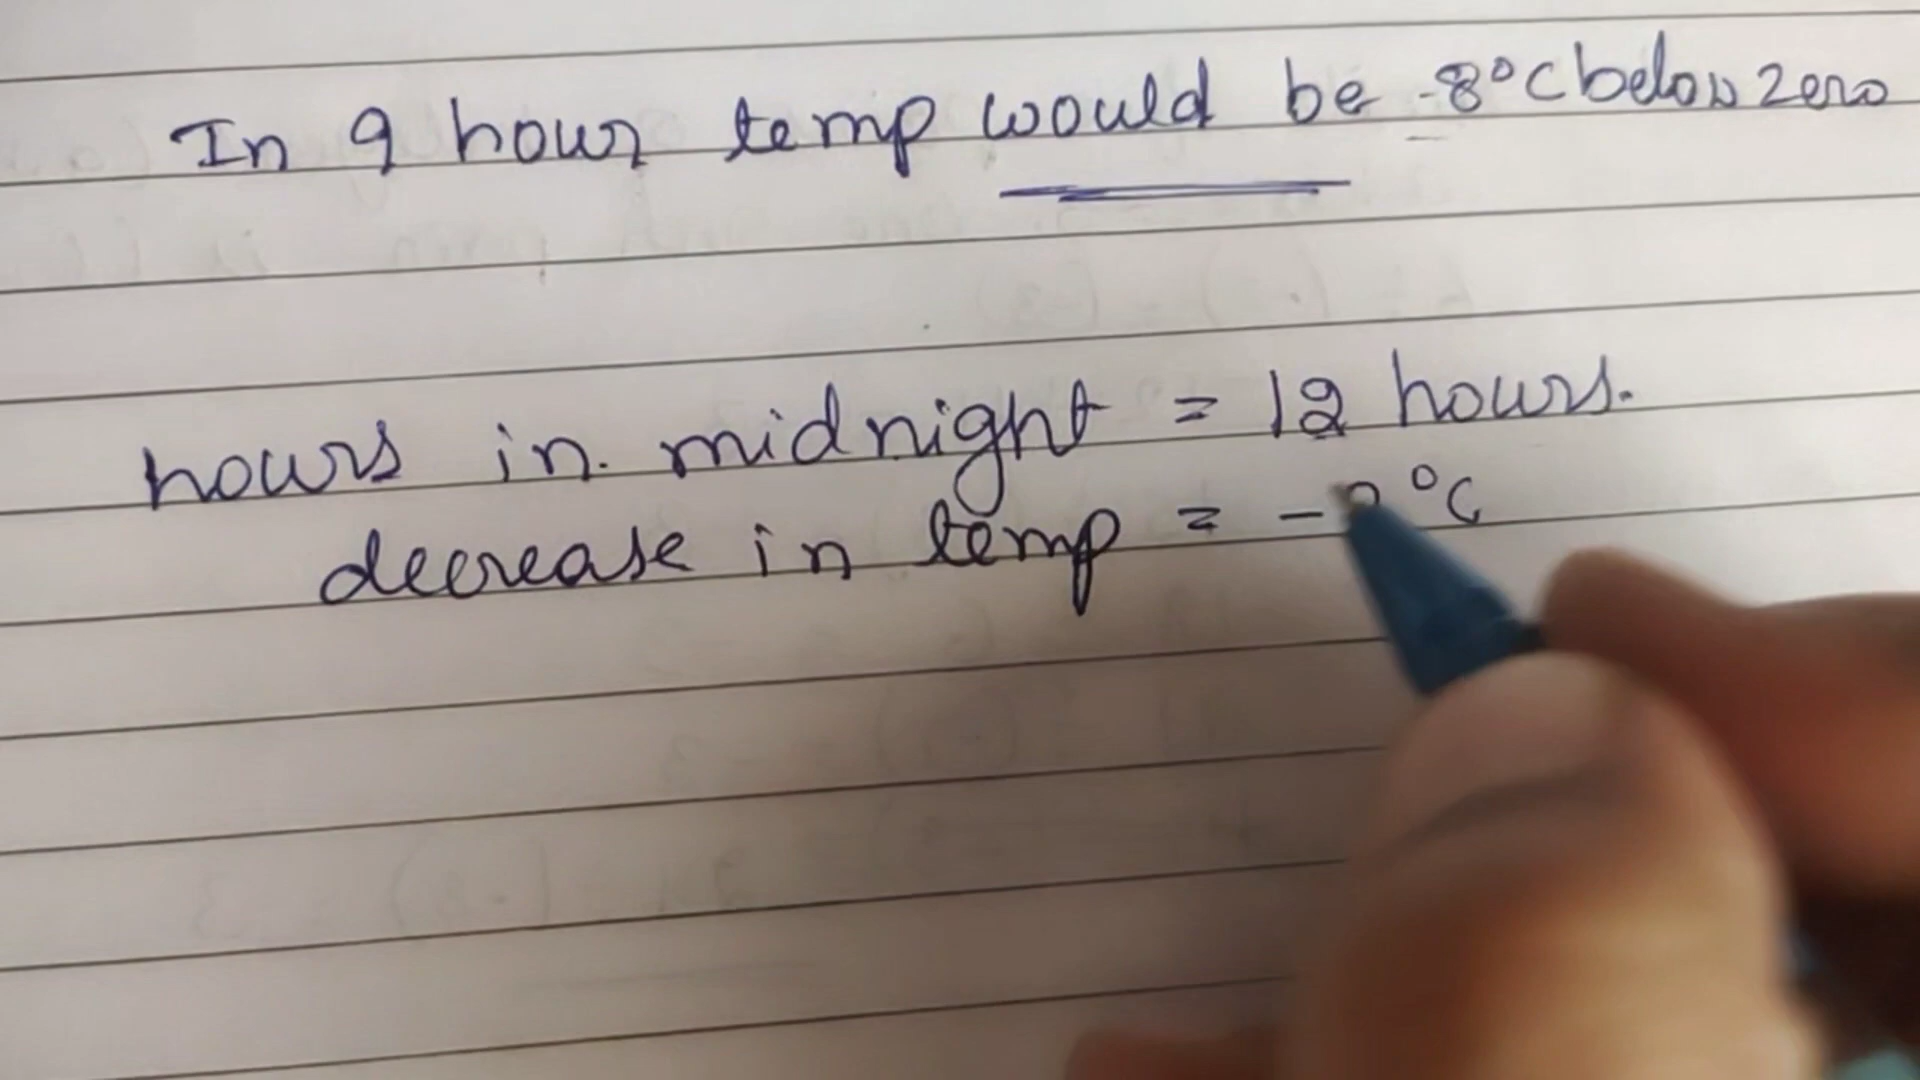 In 9 hour temp would be -8°C below zero
hours in midnight = 12 hours.
decrease in temp = - °C